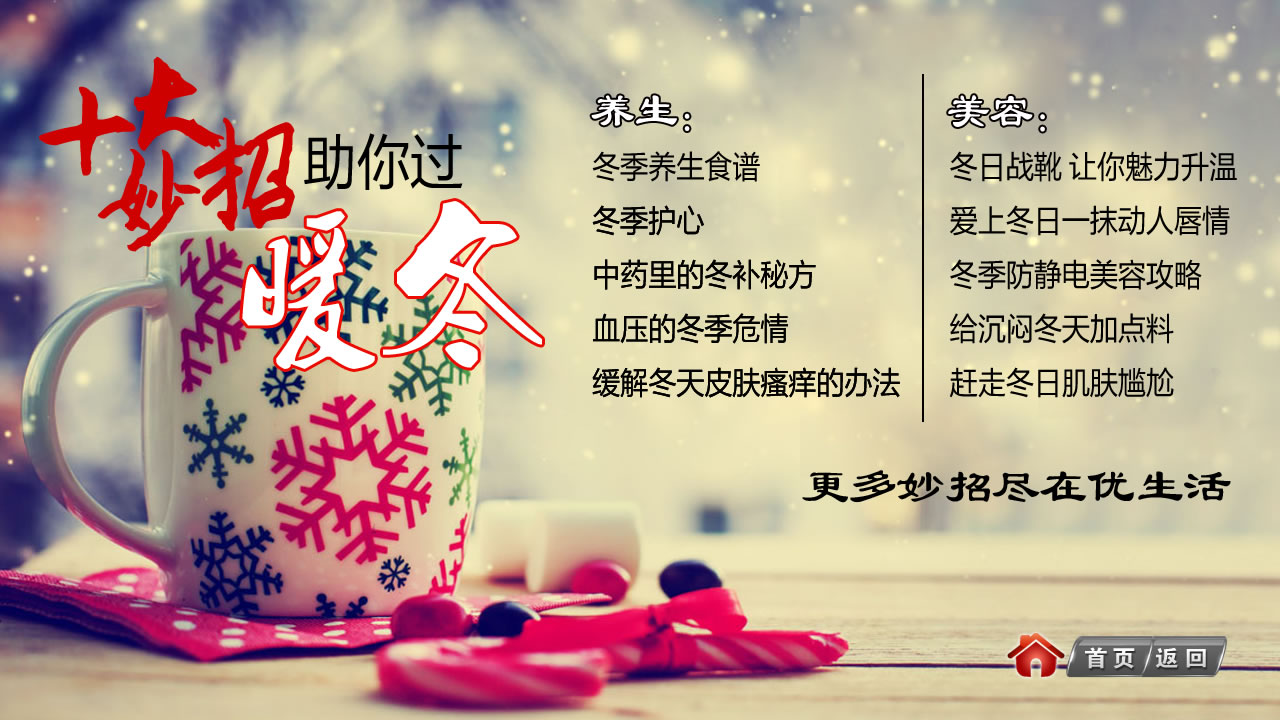 十大妙招助你过
暖冬
养生：
冬季养生食谱
冬季护心
中药里的冬补秘方
血压的冬季危情
缓解冬天皮肤瘙痒的办法
美容：
冬日战靴 让你魅力升温
爱上冬日一抹动人唇情
冬季防静电美容攻略
给沉闷冬天加点料
赶走冬日肌肤尴尬
更多妙招尽在优生活
首页 返回